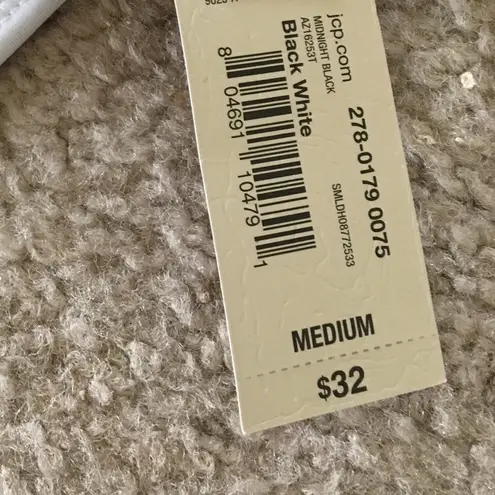 jcp.com
MIDNIGHT BLACK
AZ16253T
Black White
278-0179 0075
SMLDH08772533
8 04691 10479 1
MEDIUM
$32